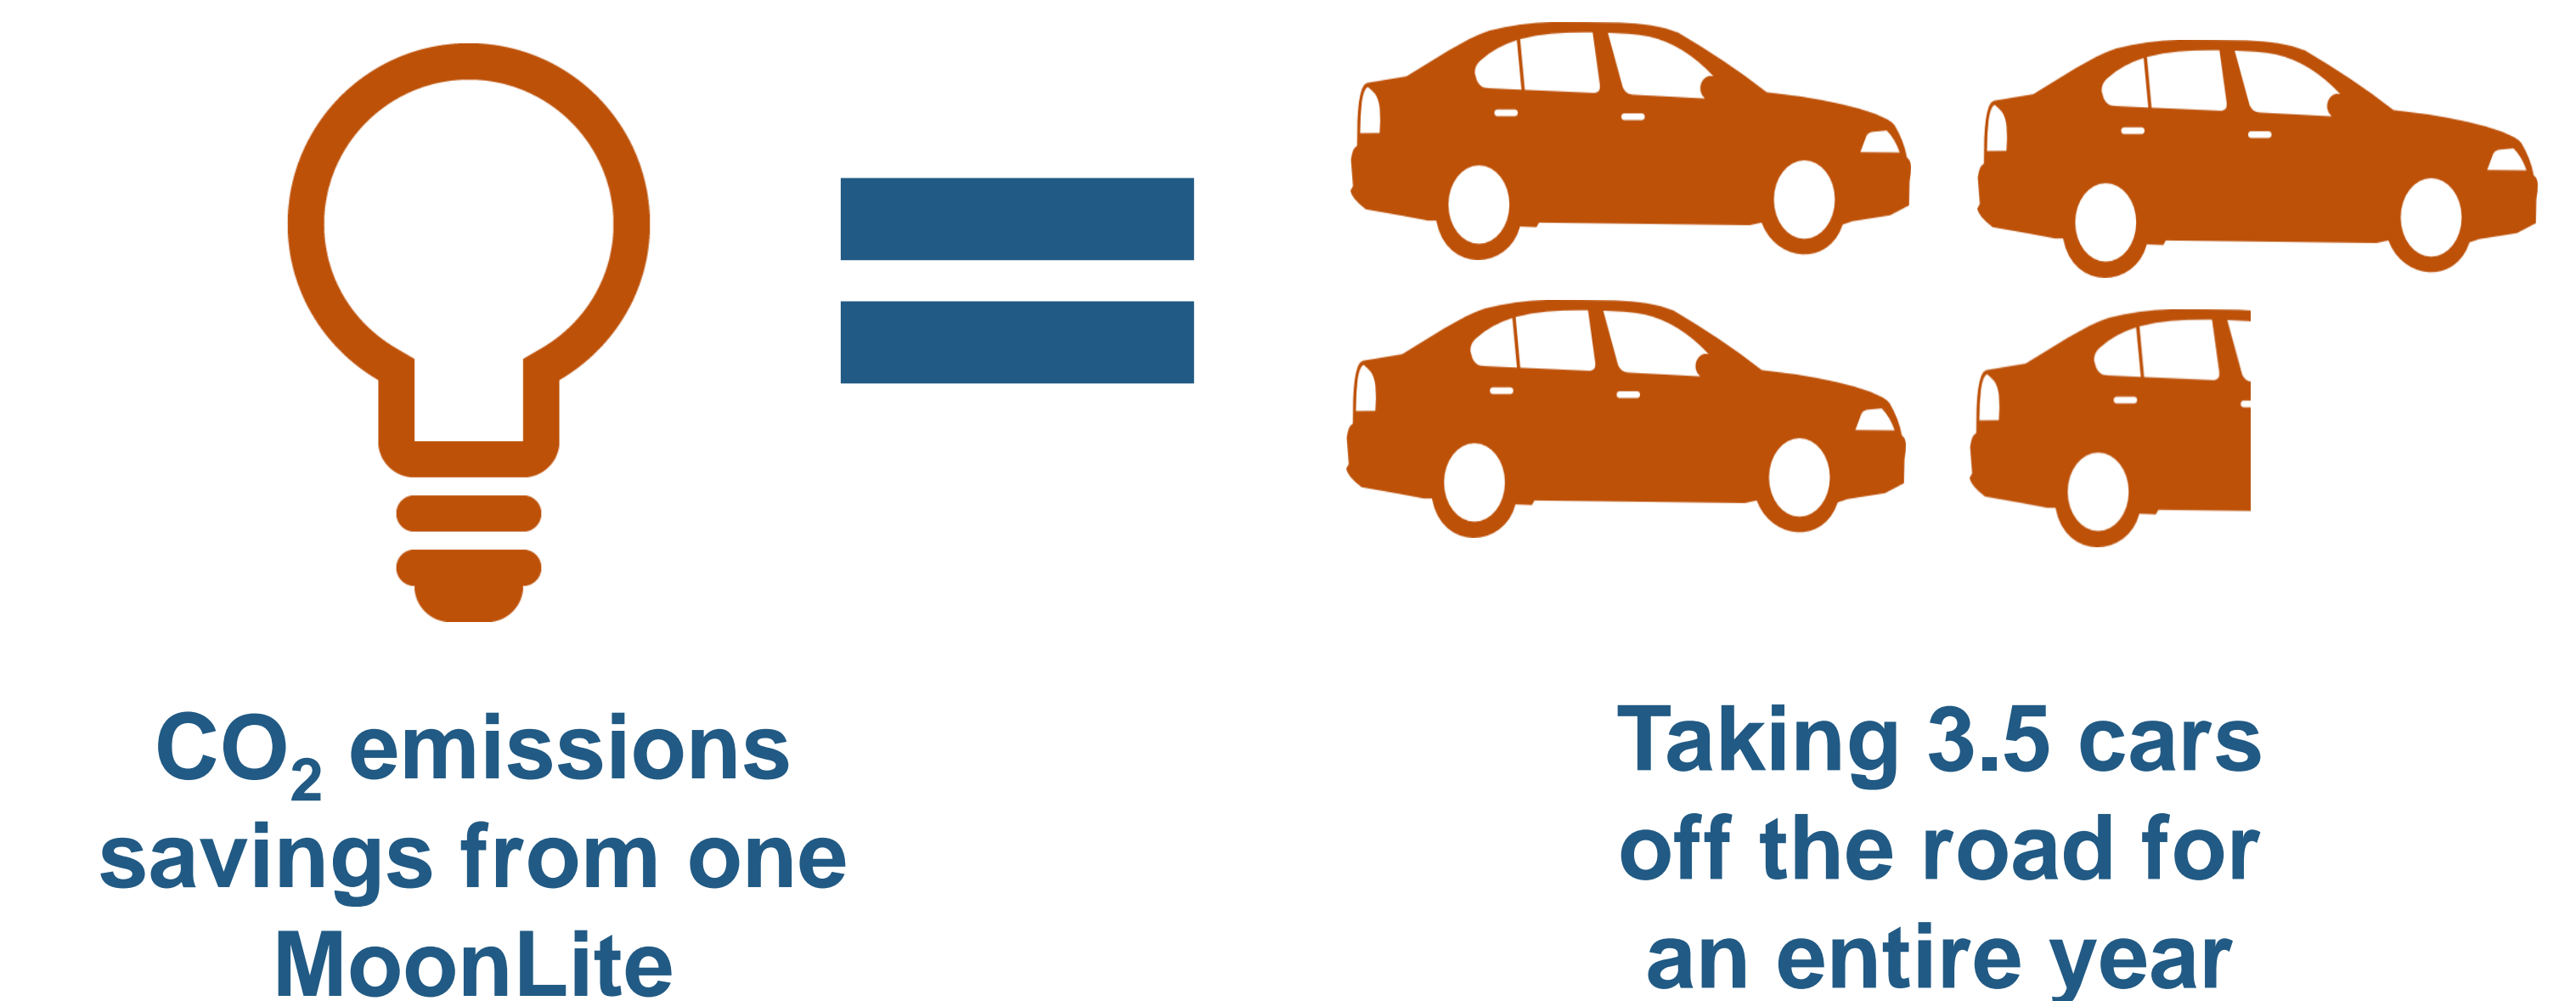 CO₂ emissions
savings from one
MoonLite
Taking 3.5 cars
off the road for
an entire year